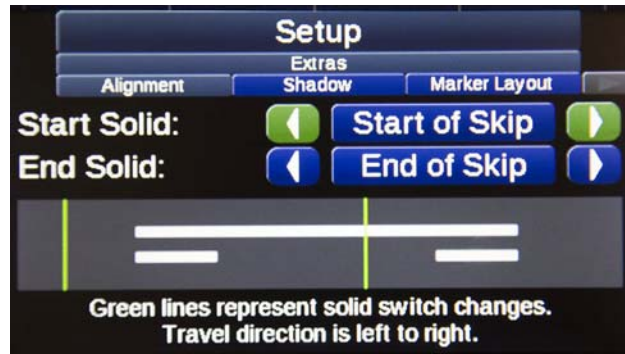 Setup
Extras
Alignment Shadow Marker Layout
Start Solid: Start of Skip
End Solid: End of Skip
Green lines represent solid switch changes.
Travel direction is left to right.